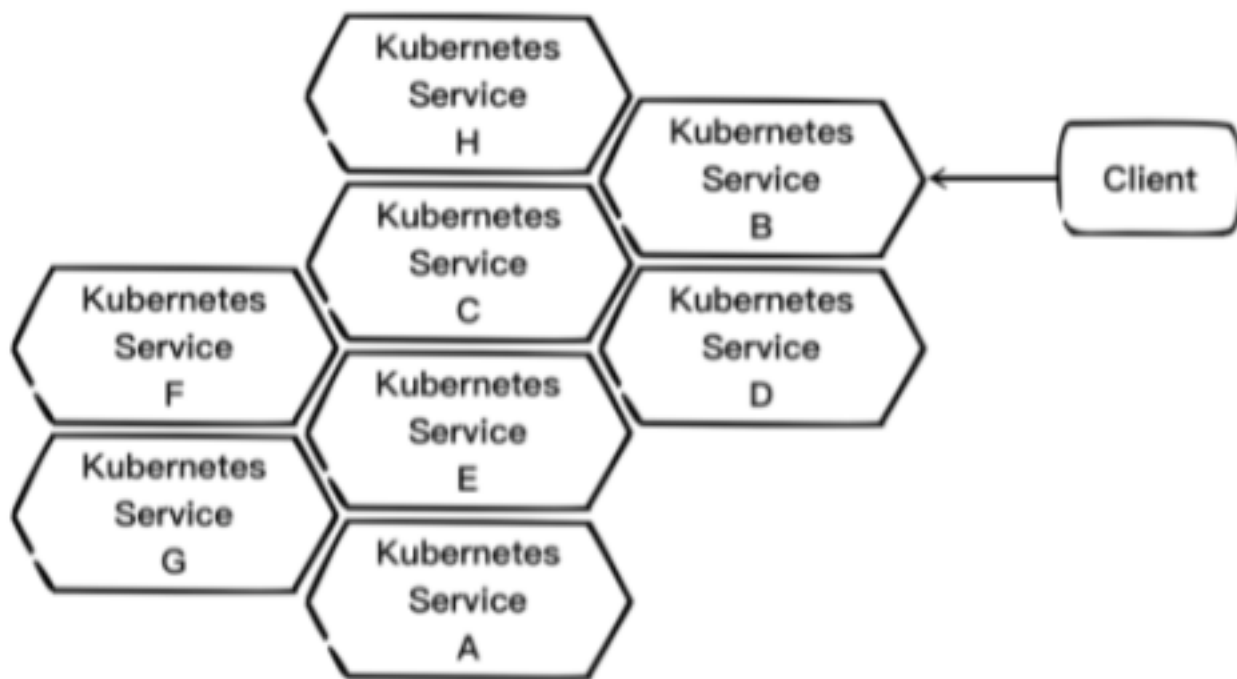 Kubernetes
Service
H
Kubernetes
Service
B
Client
Kubernetes
Service
C
Kubernetes
Service
F
Kubernetes
Service
D
Kubernetes
Service
E
Kubernetes
Service
G
Kubernetes
Service
A